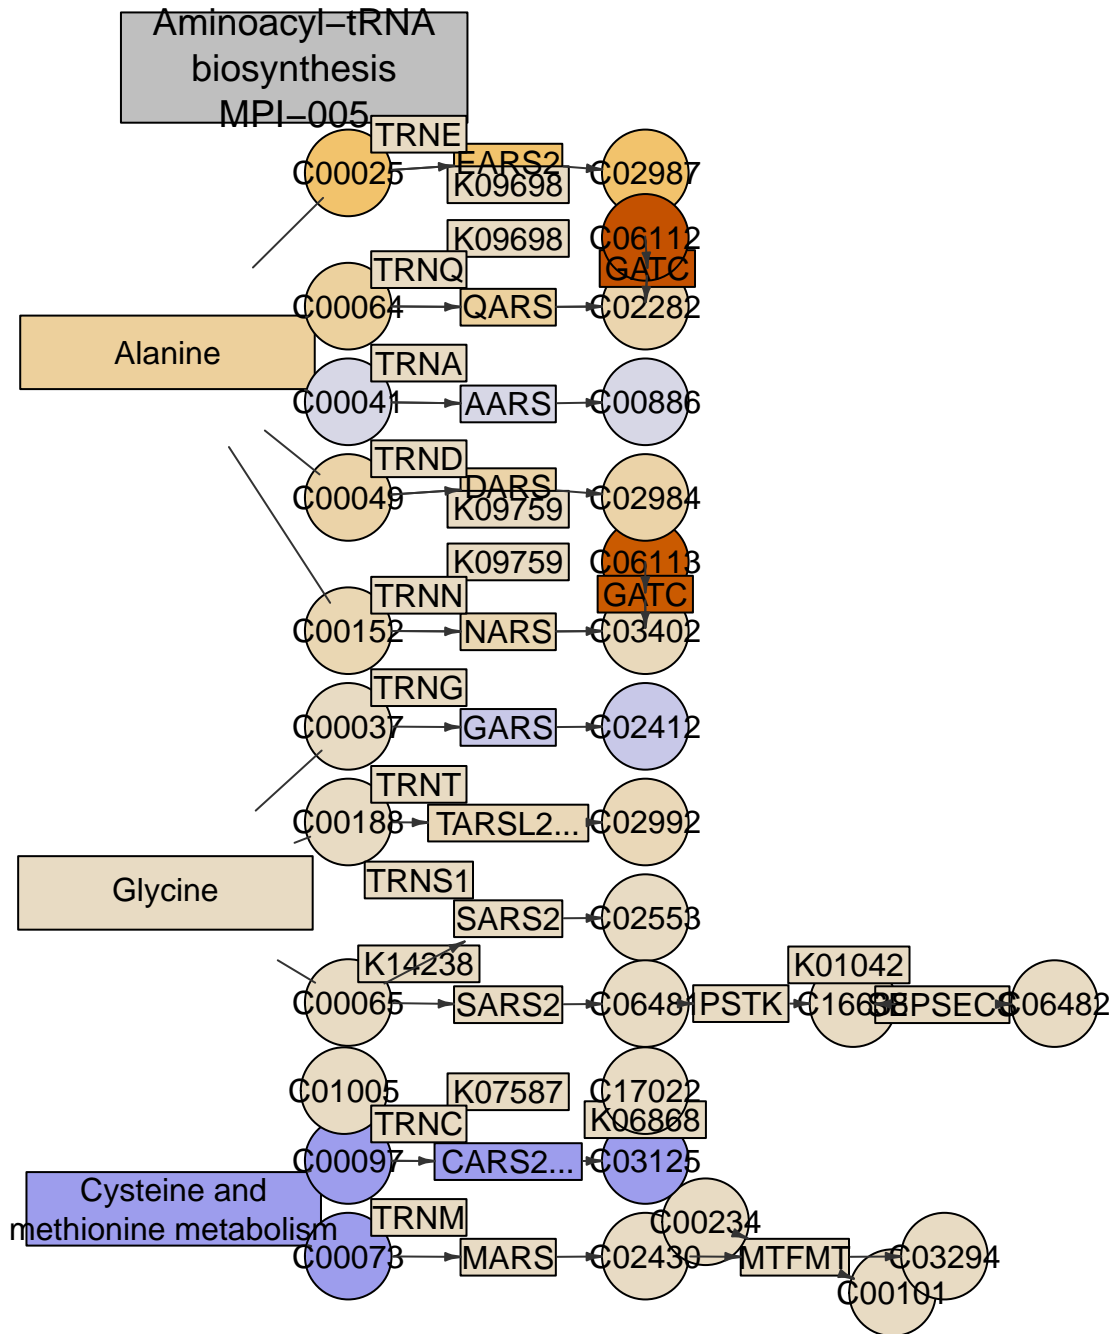 Aminoacyl−tRNA
biosynthesis
MPI−005
TRNE
C00025
EARS2
K09698
C02987
K09698
C06112
TRNQ
GATC
C00064
QARS
C02282
Alanine
TRNA
C00041
AARS
C00886
TRND
C00049
DARS
K09759
C02984
K09759
C06113
TRNN
GATC
C00152
NARS
C03402
TRNG
C00037
GARS
C02412
TRNT
C00188
TARSL2...
C02992
Glycine
TRNS1
SARS2
C02553
K14238
K01042
C00065
SARS2
C06481
PSTK
C16638
SEPSECS
C06482
C01005
K07587
C17022
TRNC
K06868
C00097
CARS2...
C03125
Cysteine and
methionine metabolism
TRNM
C00234
C00073
MARS
C02430
MTFMT
C03294
C00101